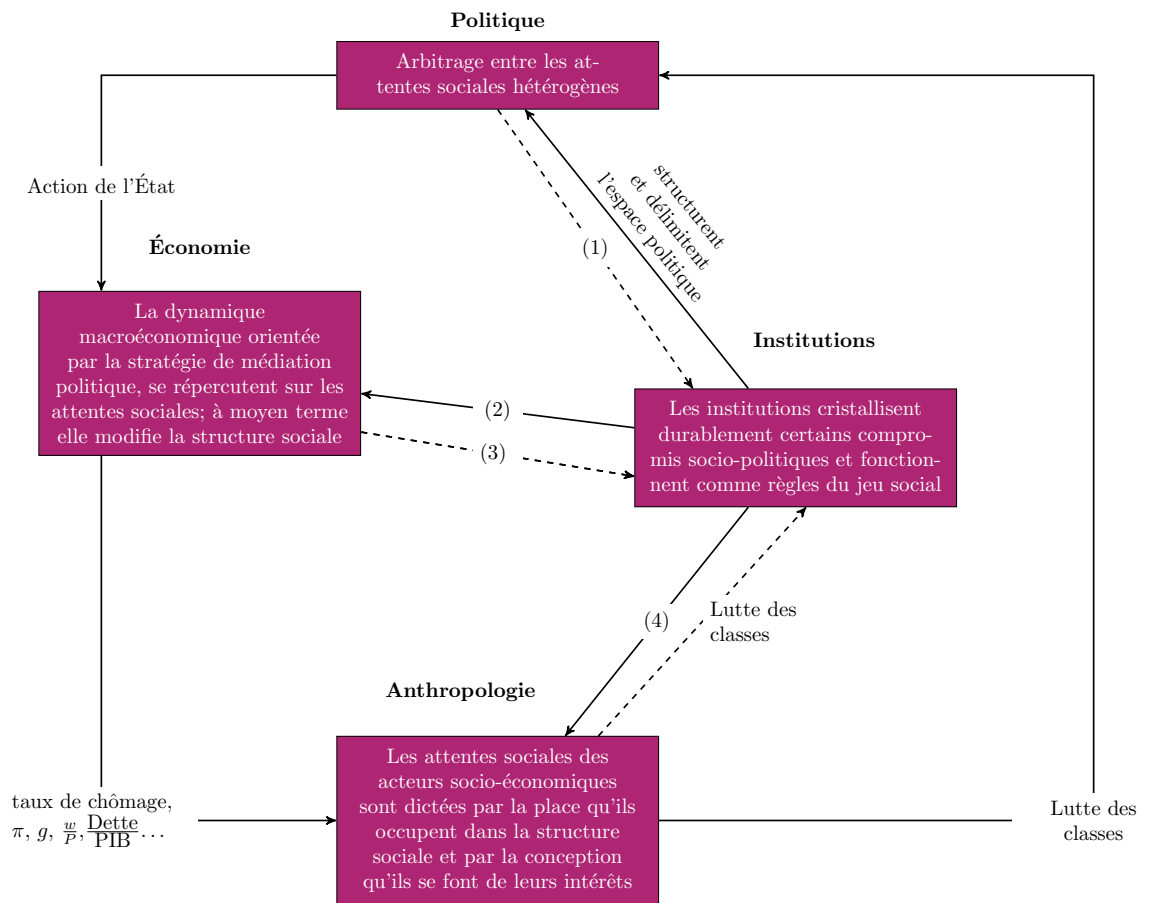 Politique
Arbitrage entre les at-
tentes sociales hétérogènes
Action de l'État
structurent
et délimitent
l'espace politique
(1)
Économie
La dynamique
macroéconomique orientée
par la stratégie de médiation
politique, se répercutent sur les
attentes sociales; à moyen terme
elle modifie la structure sociale
Institutions
Les institutions cristallisent
durablement certains compro-
mis socio-politiques et fonction-
nent comme règles du jeu social
(2)
(3)
(4)
Lutte des
classes
Anthropologie
Les attentes sociales des
acteurs socio-économiques
sont dictées par la place qu'ils
occupent dans la structure
sociale et par la conception
qu'ils se font de leurs intérêts
taux de chômage,
π, g, w/P, Dette/PIB...
Lutte des
classes